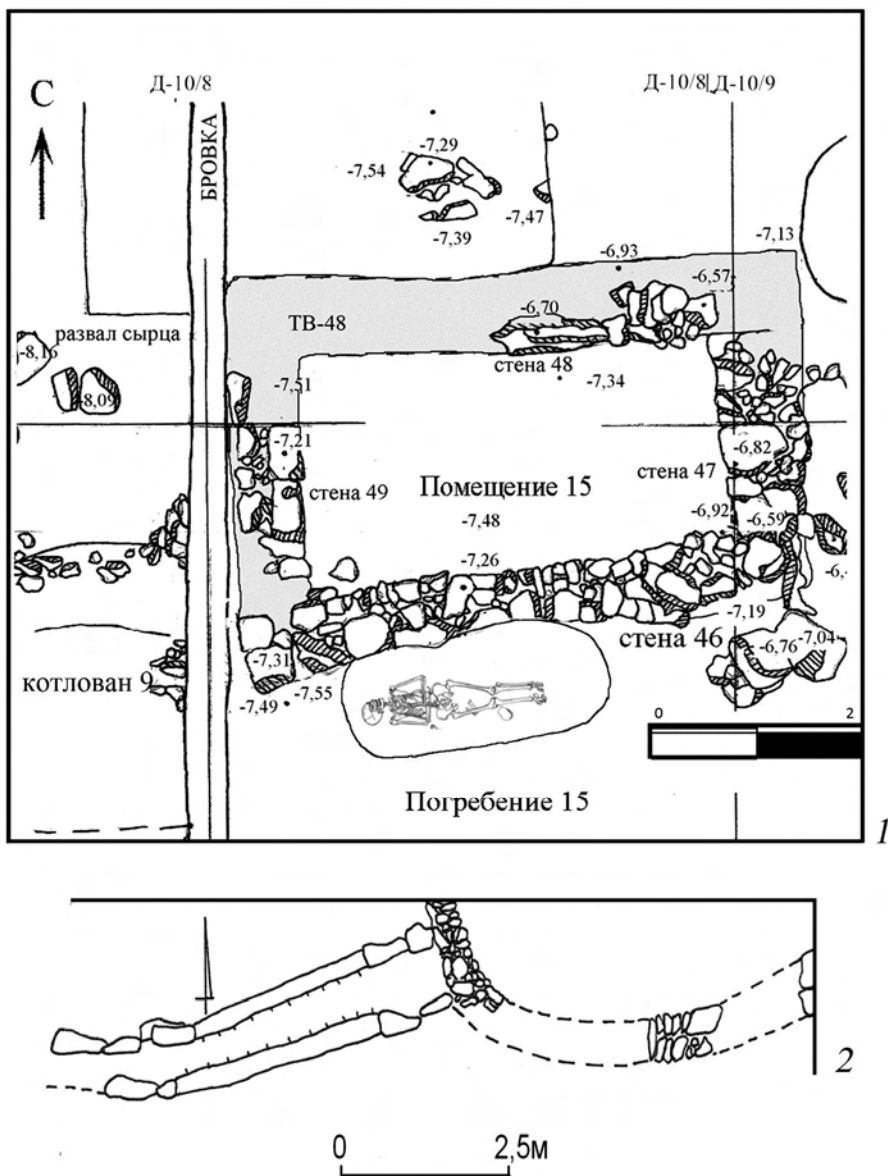 Д-10/8
Д-10/8
Д-10/9
С
БРОВКА
-7,29
-7,54
-7,47
-7,39
-7,13
-6,93
-6,57
ТВ-48
-6,70
развал сырца
стена 48
-8,16
-7,34
-7,51
-8,09
-7,21
-6,82
стена 47
стена 49
Помещение 15
-7,48
-6,92
-6,59
-7,26
-7,19
стена 46
-7,31
-6,76
-7,04
котлован 9
-7,55
-7,49
0
2
Погребение 15
1
2
0
2,5м